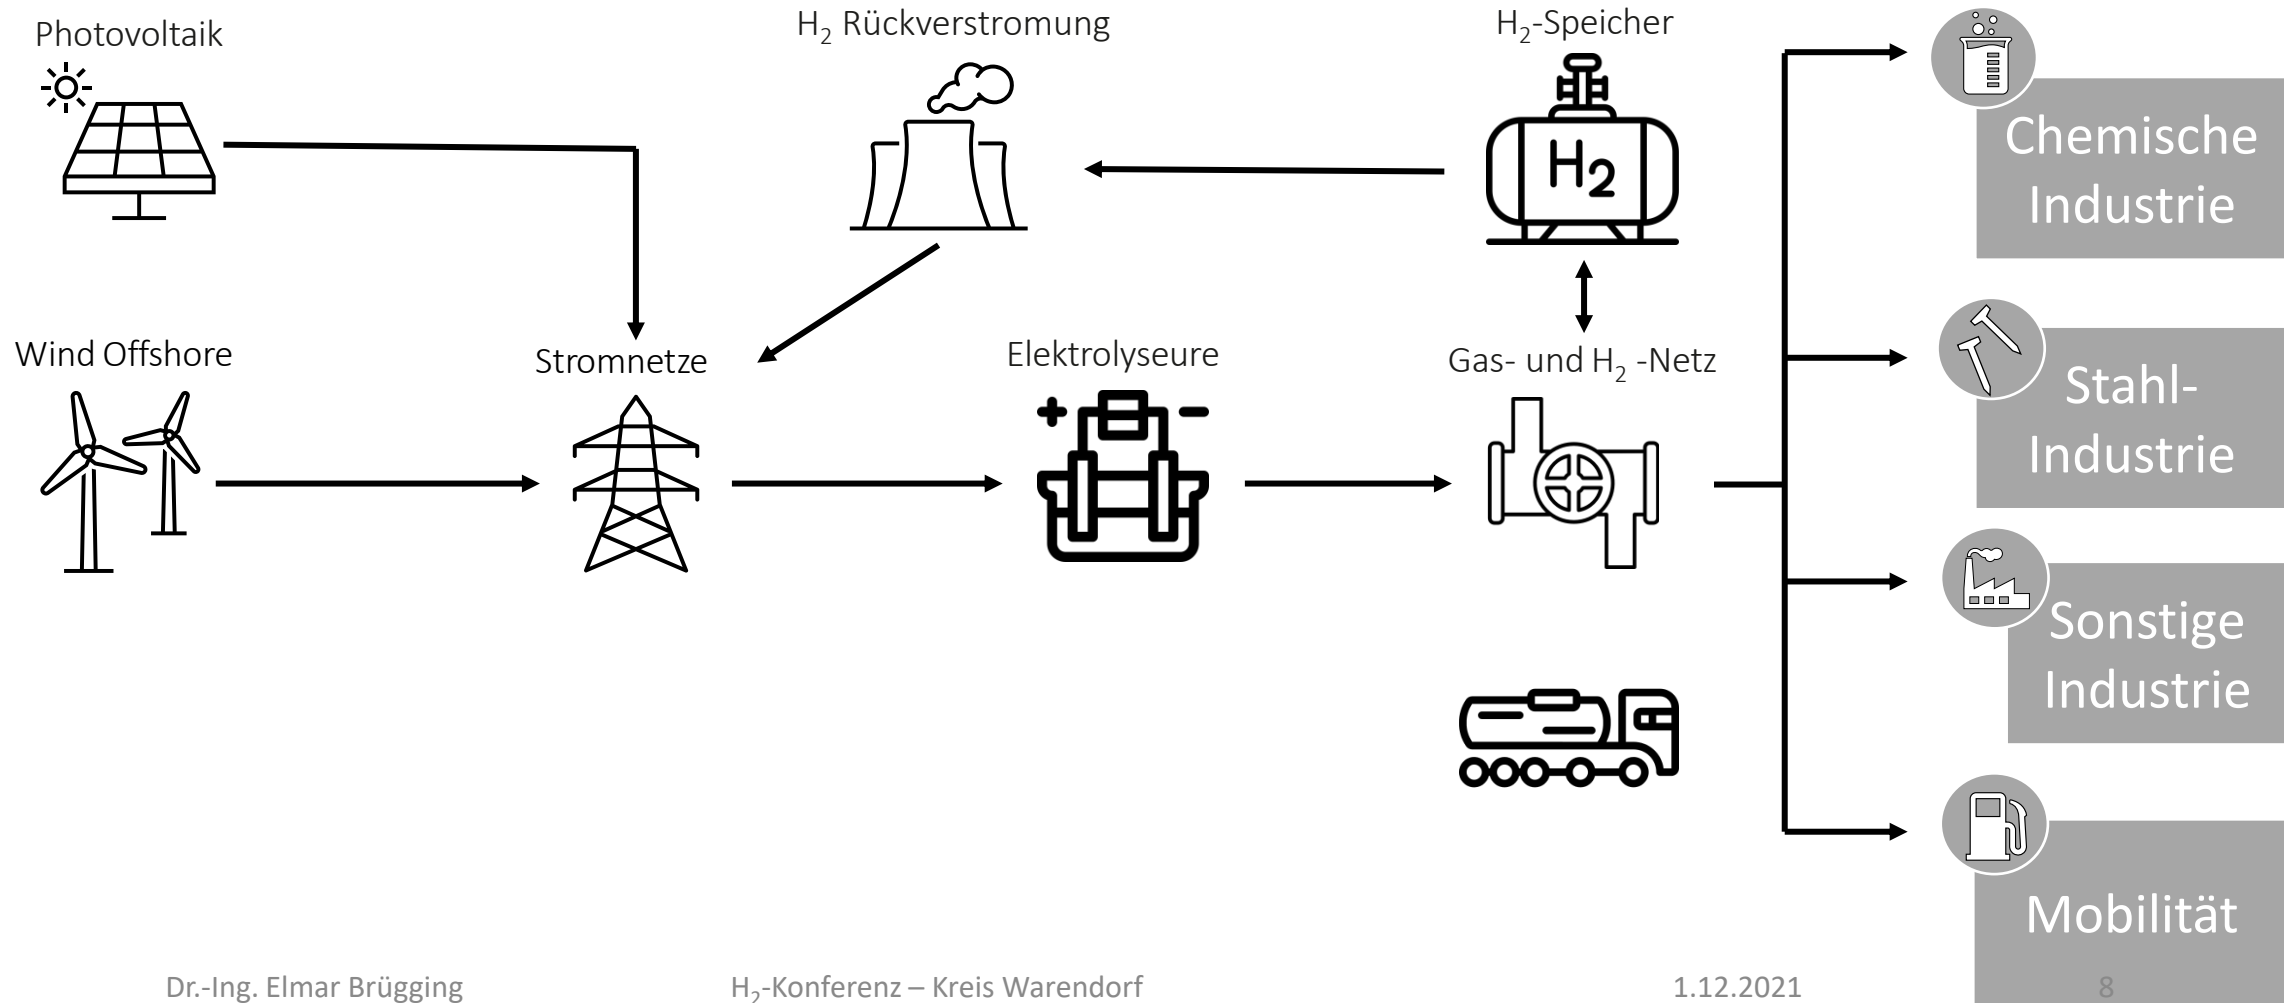 Photovoltaik
H₂ Rückverstromung
H₂-Speicher
H₂
Chemische
Industrie
Wind Offshore
Stromnetze
Elektrolyseure
+ −
Gas- und H₂ -Netz
Stahl-
Industrie
Sonstige
Industrie
Mobilität
Dr.-Ing. Elmar Brügging
H₂-Konferenz – Kreis Warendorf
1.12.2021
8